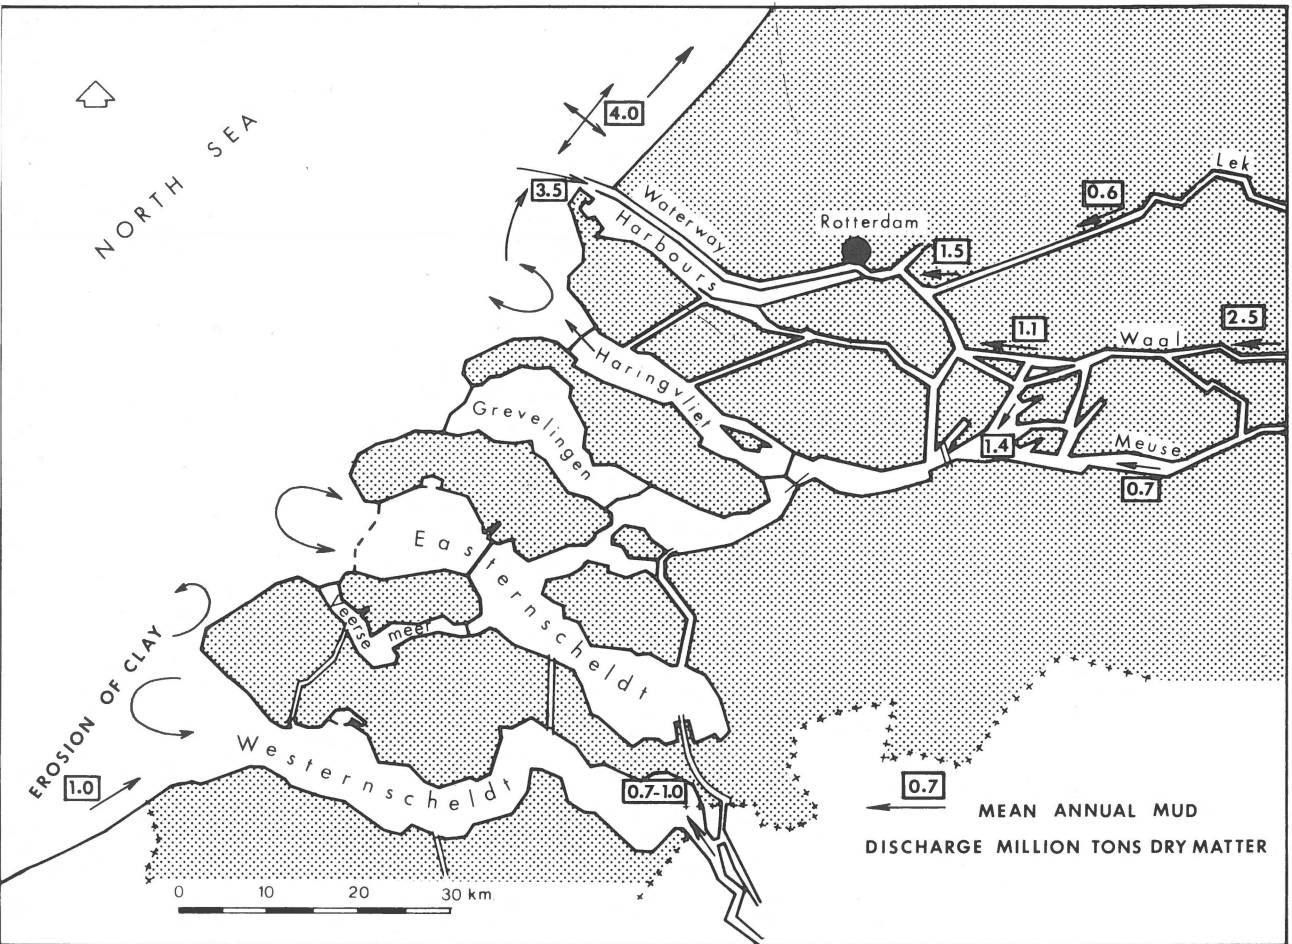 4.0
NORTH SEA
Lek
3.5
0.6
Waterway
Rotterdam
Harbours
1.5
1.1
2.5
Waal
Haringvliet
Grevelingen
1.4
Meuse
0.7
Easternscheldt
Veerse meer
EROSION OF CLAY
Westernscheldt
1.0
0.7-1.0
0.7
MEAN ANNUAL MUD
DISCHARGE MILLION TONS DRY MATTER
0 10 20 30 km